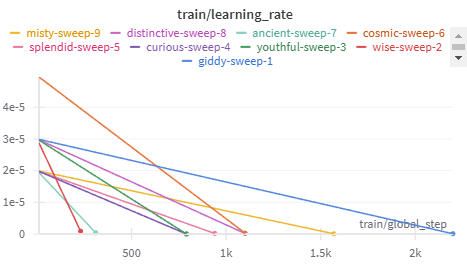 train/learning_rate
misty-sweep-9 distinctive-sweep-8 ancient-sweep-7 cosmic-sweep-6
splendid-sweep-5 curious-sweep-4 youthful-sweep-3 wise-sweep-2
giddy-sweep-1
4e-5
3e-5
2e-5
1e-5
train/global_step
0
500 1k 1.5k 2k